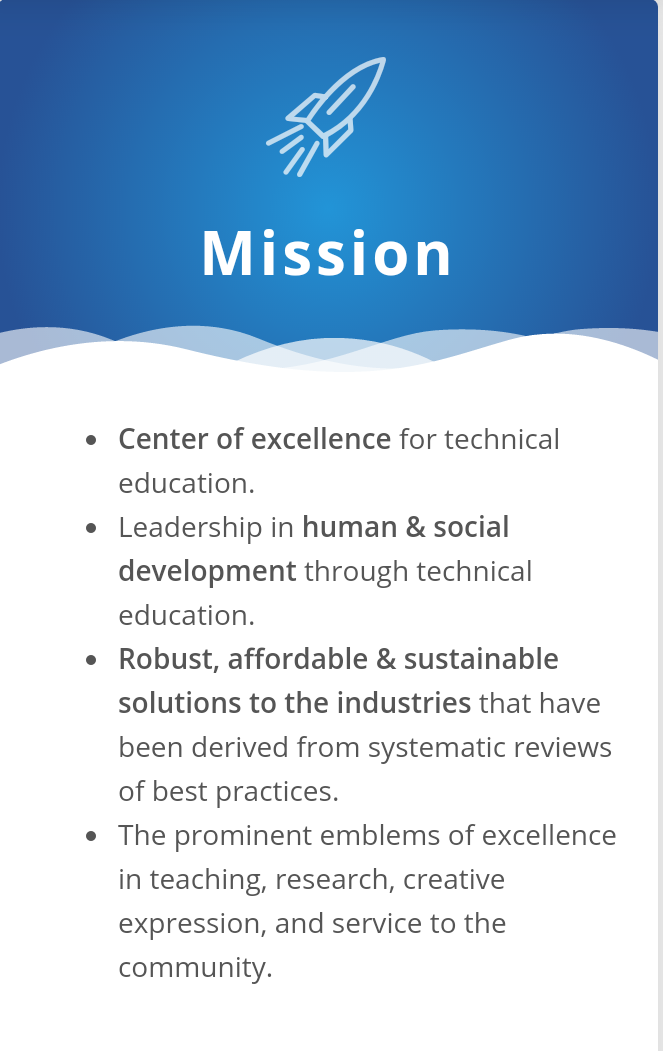 Mission
Center of excellence for technical
education.
Leadership in human & social
development through technical
education.
Robust, affordable & sustainable
solutions to the industries that have
been derived from systematic reviews
of best practices.
The prominent emblems of excellence
in teaching, research, creative
expression, and service to the
community.